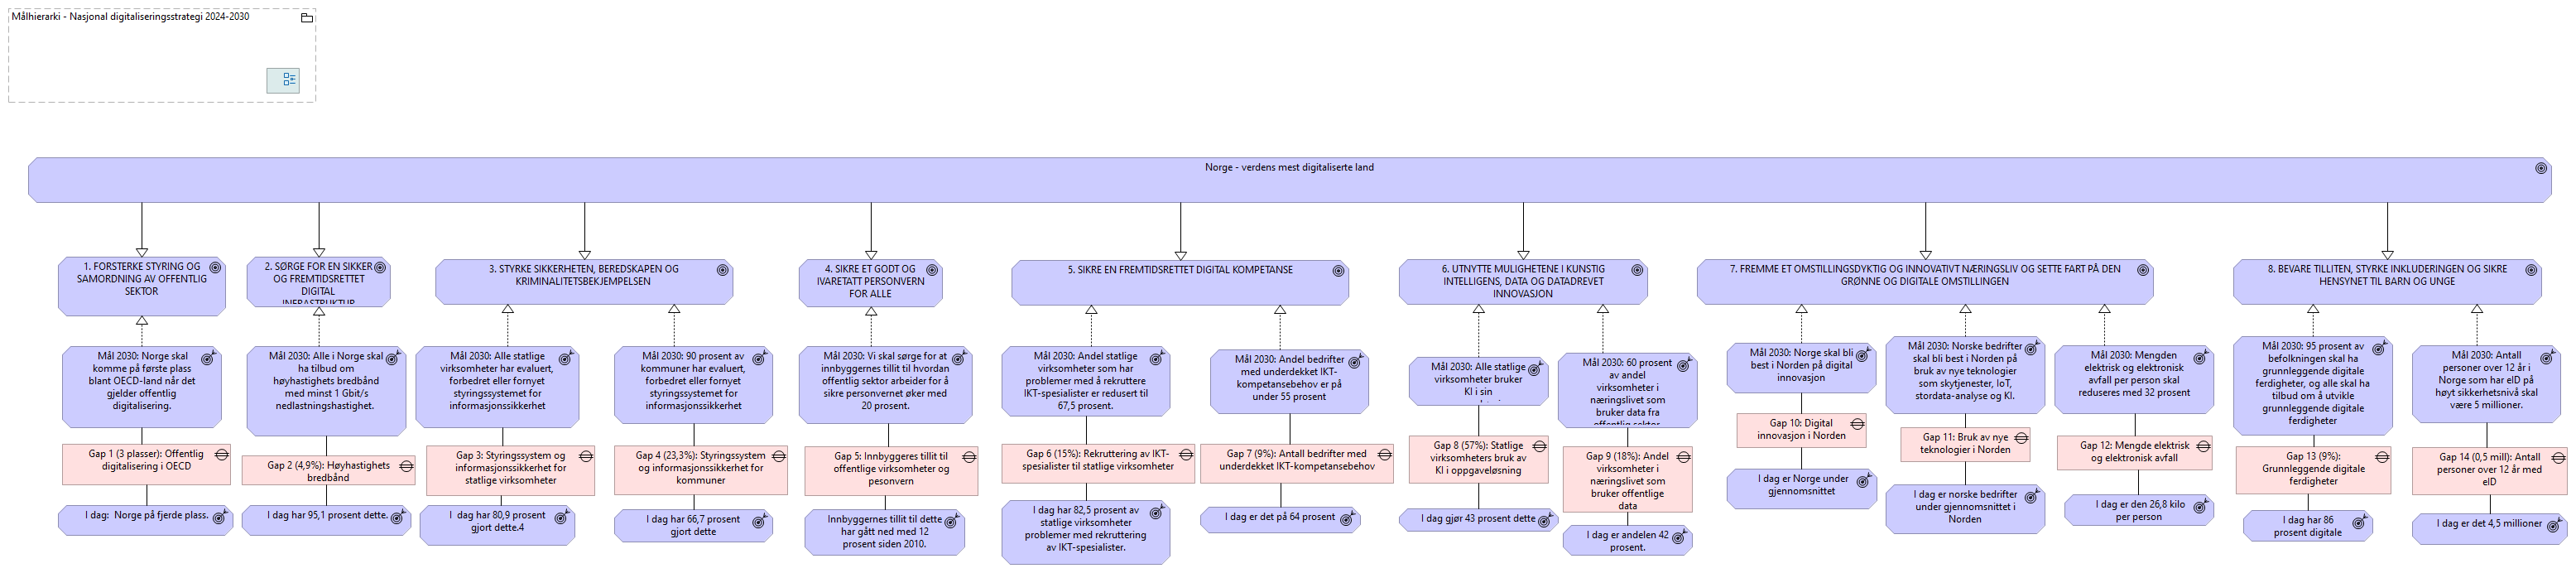 Målhierarki - Nasjonal digitaliseringsstrategi 2024-2030
Norge - verdens mest digitaliserte land
1. FORSTERKE STYRING OG
SAMORDNING AV OFFENTLIG
SEKTOR
2. SØRGE FOR EN SIKKER
OG FREMTIDSRETTET
DIGITAL
INFRASTRUKTUR
3. STYRKE SIKKERHETEN, BEREDSKAPEN OG
KRIMINALITETSBEKJEMPELSEN
4. SIKRE ET GODT OG
IVARETATT PERSONVERN
FOR ALLE
5. SIKRE EN FREMTIDSRETTET DIGITAL KOMPETANSE
6. UTNYTTE MULIGHETENE I KUNSTIG
INTELLIGENS, DATA OG DATADREVET
INNOVASJON
7. FREMME ET OMSTILLINGSDYKTIG OG INNOVATIVT NÆRINGSLIV OG SETTE FART PÅ DEN
GRØNNE OG DIGITALE OMSTILLINGEN
8. BEVARE TILLITEN, STYRKE INKLUDERINGEN OG SIKRE
HENSYNET TIL BARN OG UNGE
Mål 2030: Norge skal
komme på første plass
blant OECD-land når det
gjelder offentlig
digitalisering.
Mål 2030: Alle i Norge skal
ha tilbud om
høyhastighets bredbånd
med minst 1 Gbit/s
nedlastningshastighet.
Mål 2030: Alle statlige
virksomheter har evaluert,
forbedret eller fornyet
styringssystemet for
informasjonssikkerhet
Mål 2030: 90 prosent av
kommuner har evaluert,
forbedret eller fornyet
styringssystemet for
informasjonssikkerhet
Mål 2030: Vi skal sørge for at
innbyggernes tillit til hvordan
offentlig sektor arbeider for å
sikre personvernet øker med
20 prosent.
Mål 2030: Andel statlige
virksomheter som har
problemer med å rekruttere
IKT-spesialister er redusert til
67,5 prosent.
Mål 2030: Andel bedrifter
med underdekket IKT-
kompetansebehov er på
under 55 prosent
Mål 2030: Alle statlige
virksomheter bruker
KI i sin
Mål 2030: 60 prosent
av andel
virksomheter i
næringslivet som
bruker data fra
offentlig sektor
Mål 2030: Norge skal bli
best i Norden på digital
innovasjon
Mål 2030: Norske bedrifter
skal bli best i Norden på
bruk av nye teknologier
som skytjenester, IoT,
stordata-analyse og KI.
Mål 2030: Mengden
elektrisk og elektronisk
avfall per person skal
reduseres med 32 prosent
Mål 2030: 95 prosent av
befolkningen skal ha
grunnleggende digitale
ferdigheter, og alle skal ha
tilbud om å utvikle
grunnleggende digitale
ferdigheter
Mål 2030: Antall
personer over 12 år i
Norge som har eID på
høyt sikkerhetsnivå skal
være 5 millioner.
Gap 1 (3 plasser): Offentlig
digitalisering i OECD
Gap 2 (4,9%): Høyhastighets
bredbånd
Gap 3: Styringssystem og
informasjonssikkerhet for
statlige virksomheter
Gap 4 (23,3%): Styringssystem
og informasjonssikkerhet for
kommuner
Gap 5: Innbyggeres tillit til
offentlige virksomheter og
pesonvern
Gap 6 (15%): Rekruttering av IKT-
spesialister til statlige virksomheter
Gap 7 (9%): Antall bedrifter med
underdekket IKT-kompetansebehov
Gap 8 (57%): Statlige
virksomheters bruk av
KI i oppgaveløsning
Gap 9 (18%): Andel
virksomheter i
næringslivet som
bruker offentlige
data
Gap 10: Digital
innovasjon i Norden
Gap 11: Bruk av nye
teknologier i Norden
Gap 12: Mengde elektrisk
og elektronisk avfall
Gap 13 (9%):
Grunnleggende digitale
ferdigheter
Gap 14 (0,5 mill): Antall
personer over 12 år med
eID
I dag:  Norge på fjerde plass.
I dag har 95,1 prosent dette.
I  dag har 80,9 prosent
gjort dette.4
I dag har 66,7 prosent
gjort dette
Innbyggernes tillit til dette
har gått ned med 12
prosent siden 2010.
I dag har 82,5 prosent av
statlige virksomheter
problemer med rekruttering
av IKT-spesialister.
I dag er det på 64 prosent
I dag gjør 43 prosent dette
I dag er andelen 42
prosent.
I dag er Norge under
gjennomsnittet
I dag er norske bedrifter
under gjennomsnittet i
Norden
I dag er den 26,8 kilo
per person
I dag har 86
prosent digitale
I dag er det 4,5 millioner